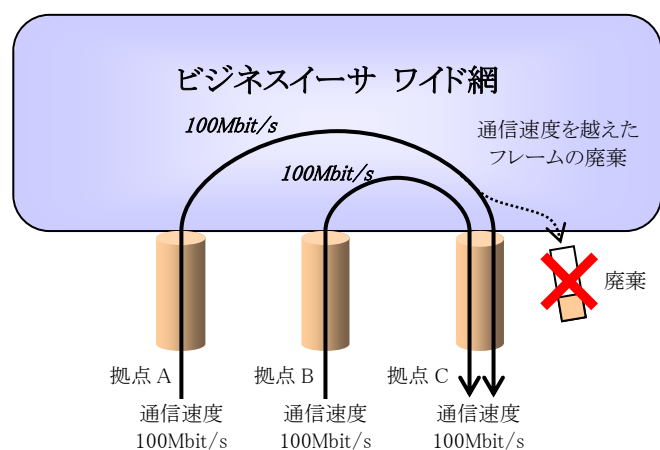 ビジネスイーサ ワイド網
100Mbit/s
通信速度を越えた
フレームの廃棄
100Mbit/s
廃棄
拠点 A
拠点 B
拠点 C
通信速度
100Mbit/s
通信速度
100Mbit/s
通信速度
100Mbit/s